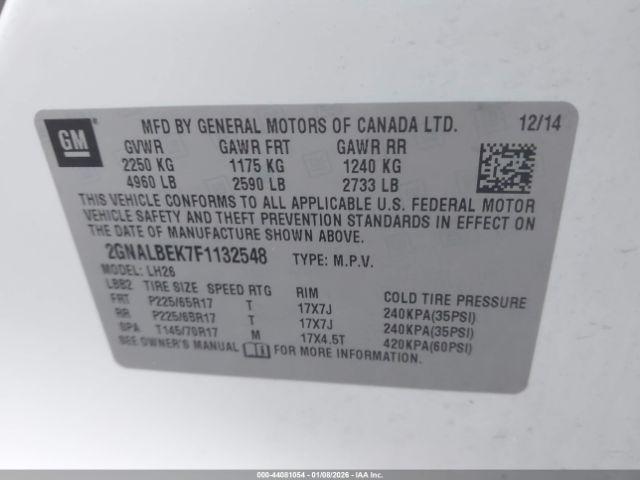 GM
MFD BY GENERAL MOTORS OF CANADA LTD. 12/14
GVWR GAWR FRT GAWR RR
2250 KG 1175 KG 1240 KG
4960 LB 2590 LB 2733 LB
THIS VEHICLE CONFORMS TO ALL APPLICABLE U.S. FEDERAL MOTOR
VEHICLE SAFETY AND THEFT PREVENTION STANDARDS IN EFFECT ON
THE DATE OF MANUFACTURE SHOWN ABOVE.
2GNALBEK7F1132548 TYPE: M.P.V.
MODEL: LH26
LBB2 TIRE SIZE SPEED RTG RIM COLD TIRE PRESSURE
FRT P225/65R17 T 17X7J 240KPA(35PSI)
RR P225/65R17 T 17X7J 240KPA(35PSI)
SPA T145/70R17 M 17X4.5T 420KPA(60PSI)
SEE OWNER'S MANUAL FOR MORE INFORMATION.
000-44081054 - 01/08/2026 - IAAI.COM